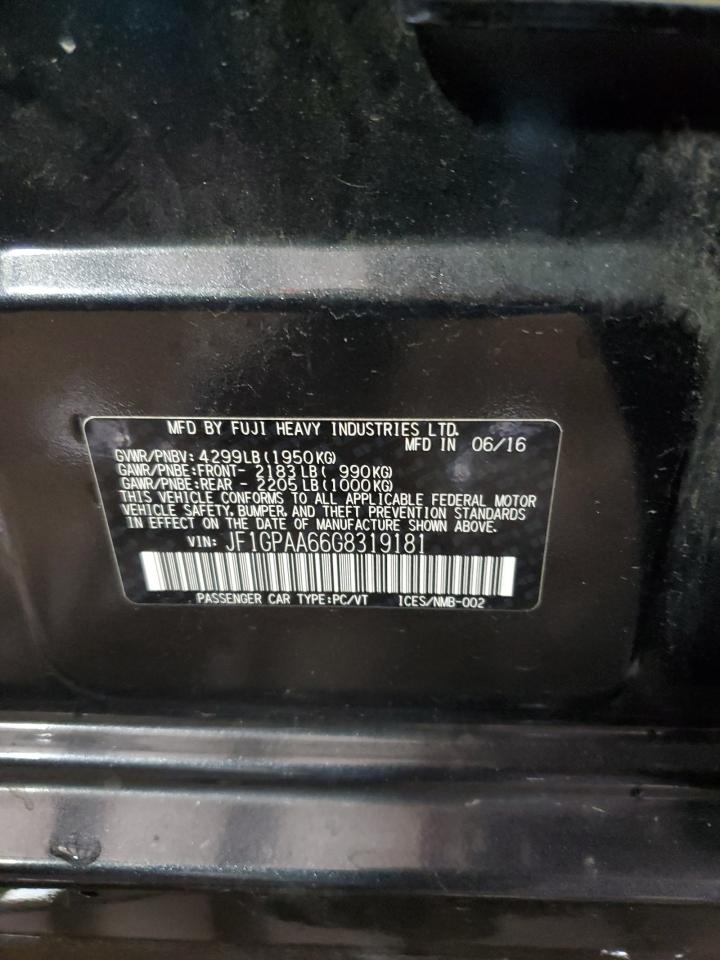 MFD BY FUJI HEAVY INDUSTRIES LTD.
MFD IN 06/16
GVWR/PNBV: 4299LB(1950KG)
GAWR/PNBE:FRONT- 2183LB( 990KG)
GAWR/PNBE:REAR - 2205LB(1000KG)
THIS VEHICLE CONFORMS TO ALL APPLICABLE FEDERAL MOTOR
VEHICLE SAFETY, BUMPER, AND THEFT PREVENTION STANDARDS
IN EFFECT ON THE DATE OF MANUFACTURE SHOWN ABOVE.
VIN: JF1GPAA66G8319181
PASSENGER CAR TYPE:PC/VT ICES/NMB-002